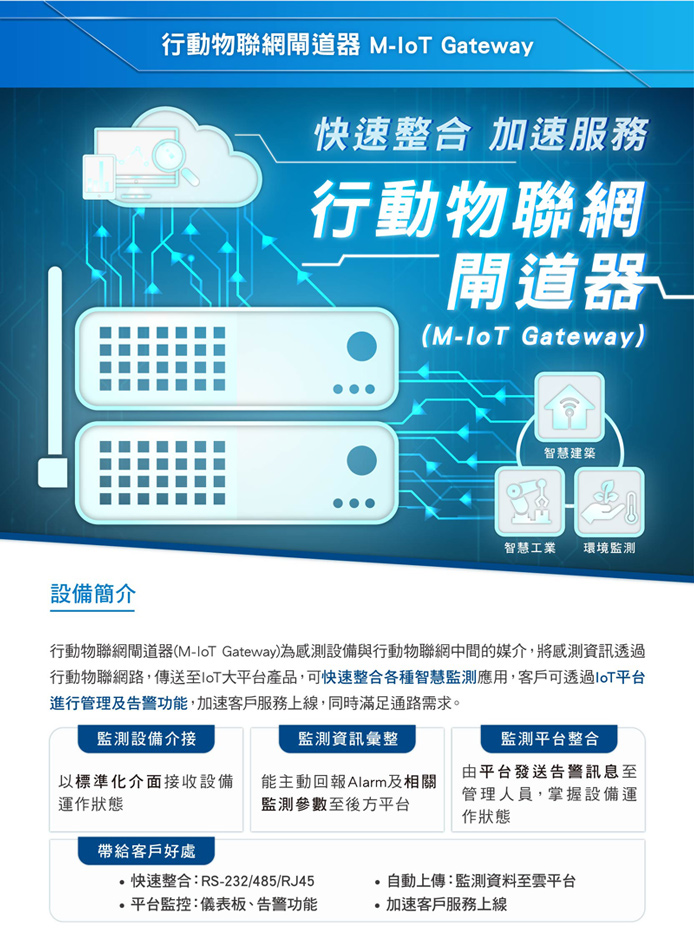 行動物聯網閘道器 M-IoT Gateway
快速整合 加速服務
行動物聯網
閘道器
(M-IoT Gateway)
智慧建築
智慧工業
環境監測
設備簡介
行動物聯網閘道器(M-IoT Gateway)為感測設備與行動物聯網中間的媒介，將感測資訊透過
行動物聯網路，傳送至IoT大平台產品，可快速整合各種智慧監測應用，客戶可透過IoT平台
進行管理及告警功能，加速客戶服務上線，同時滿足通路需求。
監測設備介接
以標準化介面接收設備
運作狀態
監測資訊彙整
能主動回報Alarm及相關
監測參數至後方平台
監測平台整合
由平台發送告警訊息至
管理人員，掌握設備運
作狀態
帶給客戶好處
• 快速整合：RS-232/485/RJ45
• 平台監控：儀表板、告警功能
• 自動上傳：監測資料至雲平台
• 加速客戶服務上線